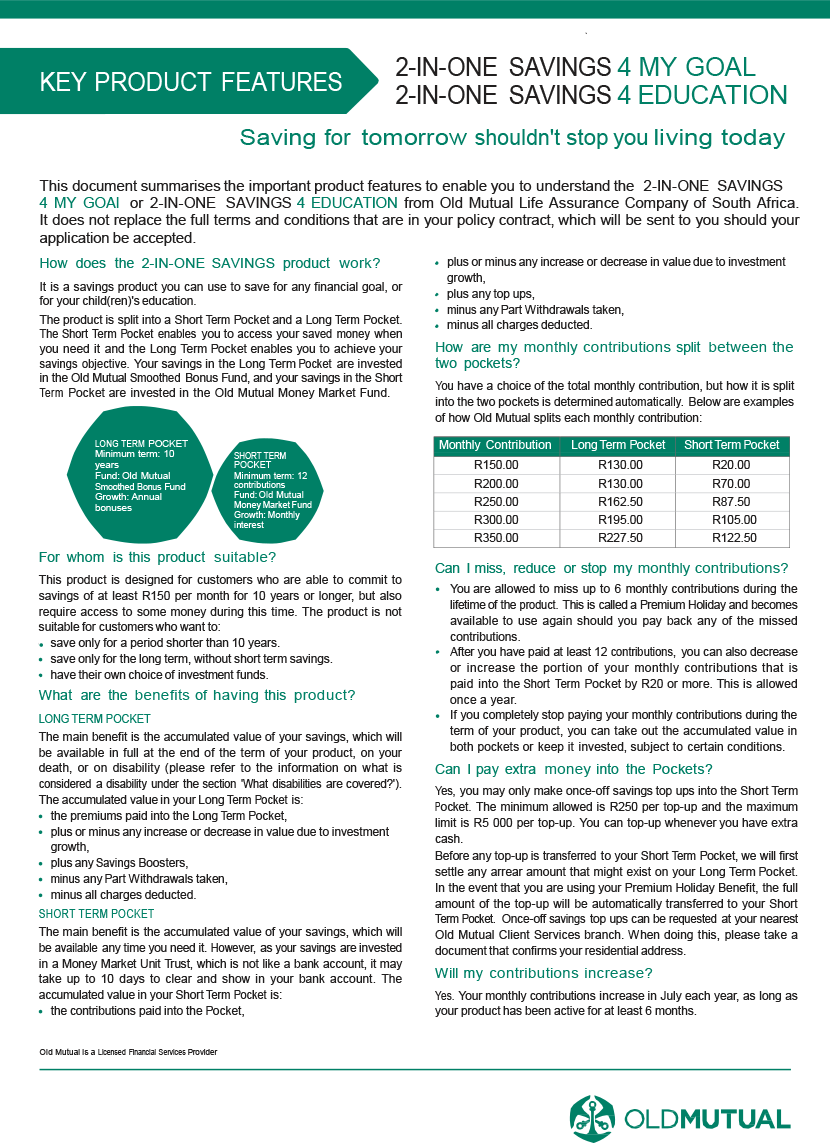 KEY PRODUCT FEATURES
2-IN-ONE SAVINGS 4 MY GOAL
2-IN-ONE SAVINGS 4 EDUCATION
Saving for tomorrow shouldn't stop you living today
This document summarises the important product features to enable you to understand the 2-IN-ONE SAVINGS
4 MY GOAI or 2-IN-ONE SAVINGS 4 EDUCATION from Old Mutual Life Assurance Company of South Africa.
It does not replace the full terms and conditions that are in your policy contract, which will be sent to you should your
application be accepted.
How does the 2-IN-ONE SAVINGS product work?
It is a savings product you can use to save for any financial goal, or
for your child(ren)'s education.
The product is split into a Short Term Pocket and a Long Term Pocket.
The Short Term Pocket enables you to access your saved money when
you need it and the Long Term Pocket enables you to achieve your
savings objective. Your savings in the Long Term Pocket are invested
in the Old Mutual Smoothed Bonus Fund, and your savings in the Short
Term Pocket are invested in the Old Mutual Money Market Fund.
LONG TERM POCKET
Minimum term: 10
years
Fund: Old Mutual
Smoothed Bonus Fund
Growth: Annual
bonuses
SHORT TERM
POCKET
Minimum term: 12
contributions
Fund: Old Mutual
Money Market Fund
Growth: Monthly
interest
For whom is this product suitable?
This product is designed for customers who are able to commit to
savings of at least R150 per month for 10 years or longer, but also
require access to some money during this time. The product is not
suitable for customers who want to:
• save only for a period shorter than 10 years.
• save only for the long term, without short term savings.
• have their own choice of investment funds.
What are the benefits of having this product?
LONG TERM POCKET
The main benefit is the accumulated value of your savings, which will
be available in full at the end of the term of your product, on your
death, or on disability (please refer to the information on what is
considered a disability under the section 'What disabilities are covered?').
The accumulated value in your Long Term Pocket is:
• the premiums paid into the Long Term Pocket,
• plus or minus any increase or decrease in value due to investment
growth,
• plus any Savings Boosters,
• minus any Part Withdrawals taken,
• minus all charges deducted.
SHORT TERM POCKET
The main benefit is the accumulated value of your savings, which will
be available any time you need it. However, as your savings are invested
in a Money Market Unit Trust, which is not like a bank account, it may
take up to 10 days to clear and show in your bank account. The
accumulated value in your Short Term Pocket is:
• the contributions paid into the Pocket,
• plus or minus any increase or decrease in value due to investment
growth,
• plus any top ups,
• minus any Part Withdrawals taken,
• minus all charges deducted.
How are my monthly contributions split between the
two pockets?
You have a choice of the total monthly contribution, but how it is split
into the two pockets is determined automatically. Below are examples
of how Old Mutual splits each monthly contribution:
Monthly Contribution Long Term Pocket Short Term Pocket
R150.00 R130.00 R20.00
R200.00 R130.00 R70.00
R250.00 R162.50 R87.50
R300.00 R195.00 R105.00
R350.00 R227.50 R122.50
Can I miss, reduce or stop my monthly contributions?
• You are allowed to miss up to 6 monthly contributions during the
lifetime of the product. This is called a Premium Holiday and becomes
available to use again should you pay back any of the missed
contributions.
• After you have paid at least 12 contributions, you can also decrease
or increase the portion of your monthly contributions that is
paid into the Short Term Pocket by R20 or more. This is allowed
once a year.
• If you completely stop paying your monthly contributions during the
term of your product, you can take out the accumulated value in
both pockets or keep it invested, subject to certain conditions.
Can I pay extra money into the Pockets?
Yes, you may only make once-off savings top ups into the Short Term
Pocket. The minimum allowed is R250 per top-up and the maximum
limit is R5 000 per top-up. You can top-up whenever you have extra
cash.
Before any top-up is transferred to your Short Term Pocket, we will first
settle any arrear amount that might exist on your Long Term Pocket.
In the event that you are using your Premium Holiday Benefit, the full
amount of the top-up will be automatically transferred to your Short
Term Pocket. Once-off savings top ups can be requested at your nearest
Old Mutual Client Services branch. When doing this, please take a
document that confirms your residential address.
Will my contributions increase?
Yes. Your monthly contributions increase in July each year, as long as
your product has been active for at least 6 months.
Old Mutual is a Licensed Financial Services Provider
OLDMUTUAL